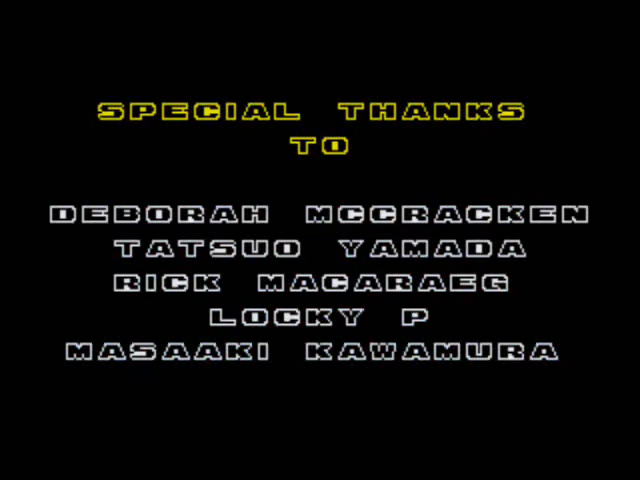 SPECIAL THANKS
TO
DEBORAH MCCRACKEN
TATSUO YAMADA
RICK MACARAEG
LOCKY P
MASAAKI KAWAMURA